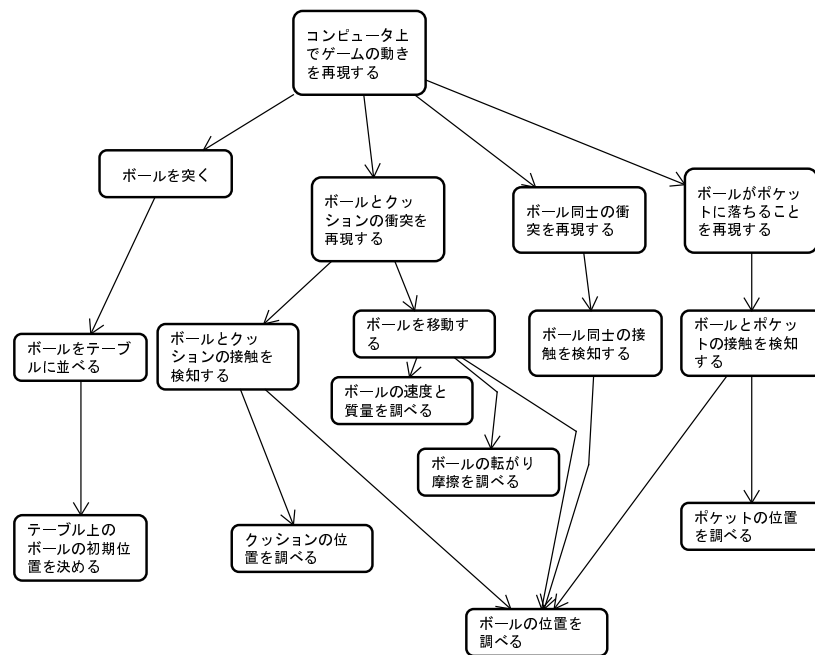 コンピュータ上
でゲームの動き
を再現する
ボールを突く
ボールとクッ
ションの衝突を
再現する
ボール同士の衝
突を再現する
ボールがポケッ
トに落ちること
を再現する
ボールをテーブ
ルに並べる
ボールとクッ
ションの接触を
検知する
ボールを移動す
る
ボール同士の接
触を検知する
ボールとポケッ
トの接触を検知
する
ボールの速度と
質量を調べる
ボールの転がり
摩擦を調べる
テーブル上の
ボールの初期位
置を決める
クッションの位
置を調べる
ポケットの位置
を調べる
ボールの位置を
調べる